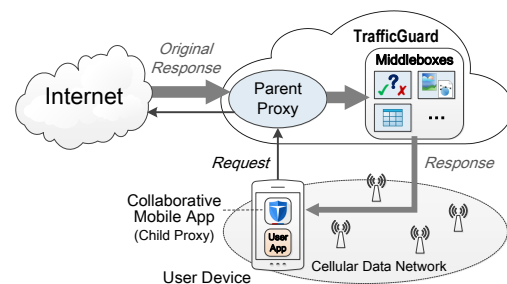 TrafficGuard
Original
Response
Middleboxes
Internet
Parent
Proxy
?
...
Request
Response
Collaborative
Mobile App
(Child Proxy)
User
App
User Device
Cellular Data Network